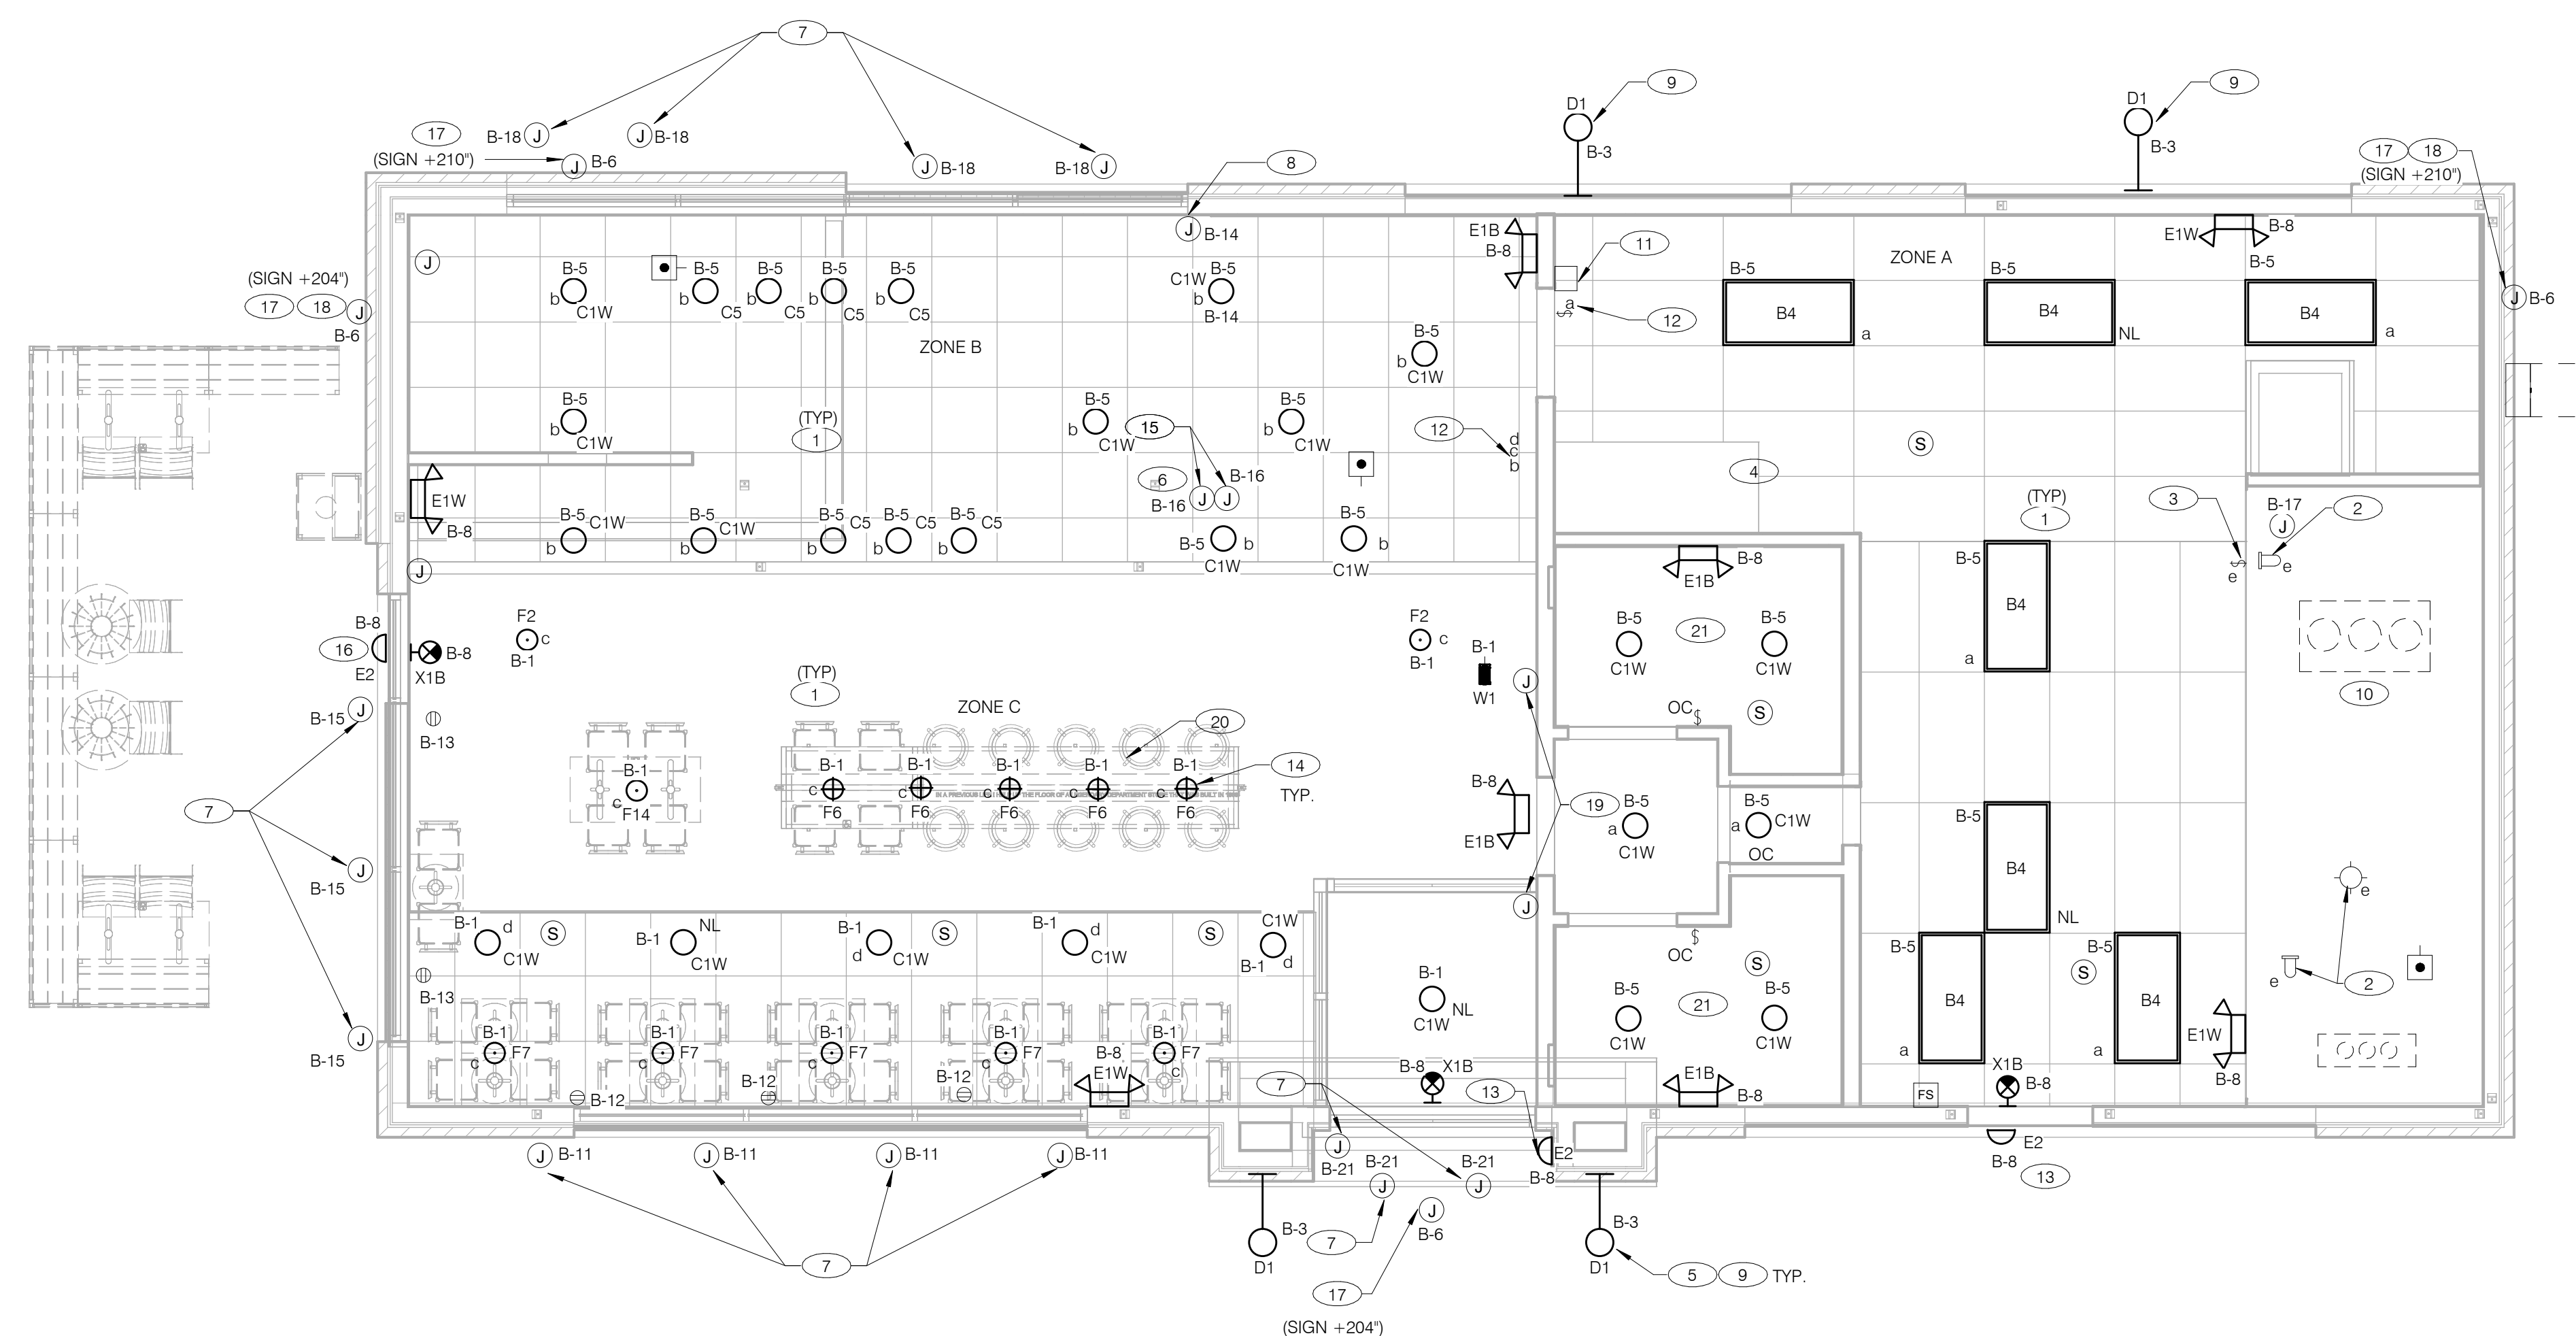 7
9
9
D1
D1
17
B-18 J
J B-18
B-3
B-3
(SIGN +210")
J B-6
J B-18
B-18 J
8
17 18
(SIGN +210")
J B-14
E1B
B-8
E1W
B-8
ZONE A
11
J
(SIGN +204")
17 18 J
B-6
B-5
b
C1W
B-5
b
C5
B-5
b
C5
B-5
b
C5
B-5
b
C5
B-5
C1W
b
B-14
a
12
B-5
B4
a
B-5
B4
NL
B-5
B4
a
J B-6
ZONE B
B-5
b
C1W
B-5
b
C1W
(TYP)
1
B-5
b
C1W
15
B-5
b
C1W
12
d
c
b
S
4
6
B-16
B-16
J J
E1W
B-8
B-5
C1W
b
B-5
C1W
b
B-5
C5
b
B-5
C5
b
B-5
C5
b
B-5
b
C1W
B-5
b
C1W
3
(TYP)
1
B-17
J
2
e
e
J
B-8
E1B
B-5
B4
a
B-8
16
E2
X1B
B-8
F2
c
B-1
F2
c
B-1
B-1
W1
B-5
C1W
21
B-5
C1W
10
(TYP)
1
ZONE C
20
J
OC
$
S
B-15
J
B-13
7
B-1
c
F14
B-1
c
F6
B-1
c
F6
B-1
c
F6
B-1
c
F6
B-1
c
F6
14
TYP.
B-8
E1B
19
B-5
a
C1W
B-5
a
C1W
OC
B-5
B4
NL
J
B-15
e
J
B-1
d
C1W
S
B-1
NL
C1W
B-1
d
C1W
S
B-1
d
C1W
S
C1W
B-1
d
OC
S
B-5
C1W
21
B-5
C1W
B-5
B4
a
B-5
B4
a
S
e
2
B-13
J
B-15
B-1
NL
C1W
B-1
F7
c
B-1
F7
c
B-1
F7
c
B-1
F7
c
B-1
F7
c
B-12
B-12
B-12
B-8
E1W
7
B-8
X1B
13
E1B
B-8
FS
X1B
B-8
E1W
B-8
J B-11
J B-11
J B-11
J B-11
J
B-21
B-21
J
B-21
J
E2
B-8
E2
B-8
13
J
B-6
B-3
D1
7
B-3
D1
7
5 9 TYP.
17
(SIGN +204")